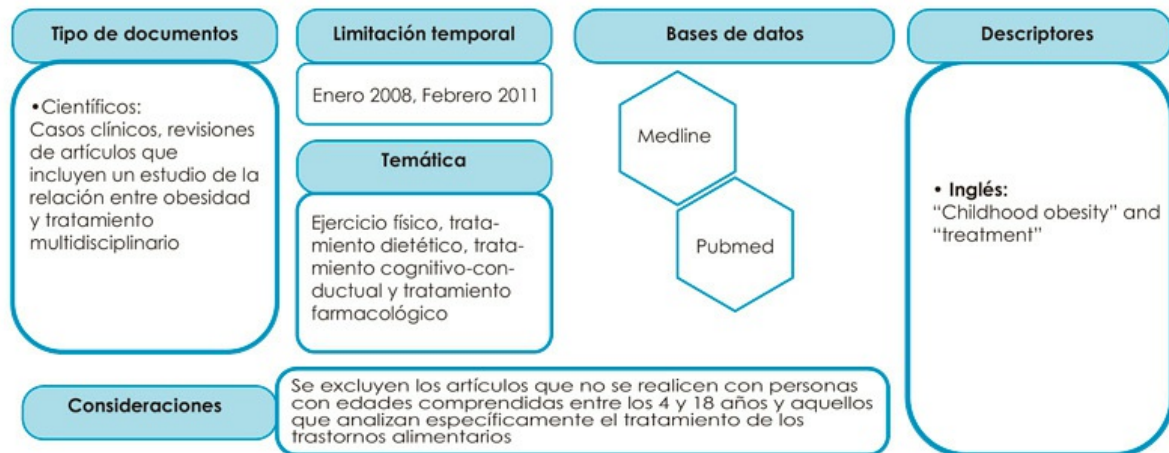 Tipo de documentos
•Científicos:
Casos clínicos, revisiones
de artículos que
incluyen un estudio de la
relación entre obesidad
y tratamiento
multidisciplinario
Limitación temporal
Enero 2008, Febrero 2011
Temática
Ejercicio físico, trata-
miento dietético, trata-
miento cognitivo-con-
ductual y tratamiento
farmacológico
Bases de datos
Medline
Pubmed
Descriptores
• Inglés:
“Childhood obesity” and
“treatment”
Consideraciones
Se excluyen los artículos que no se realicen con personas
con edades comprendidas entre los 4 y 18 años y aquellos
que analizan específicamente el tratamiento de los
trastornos alimentarios